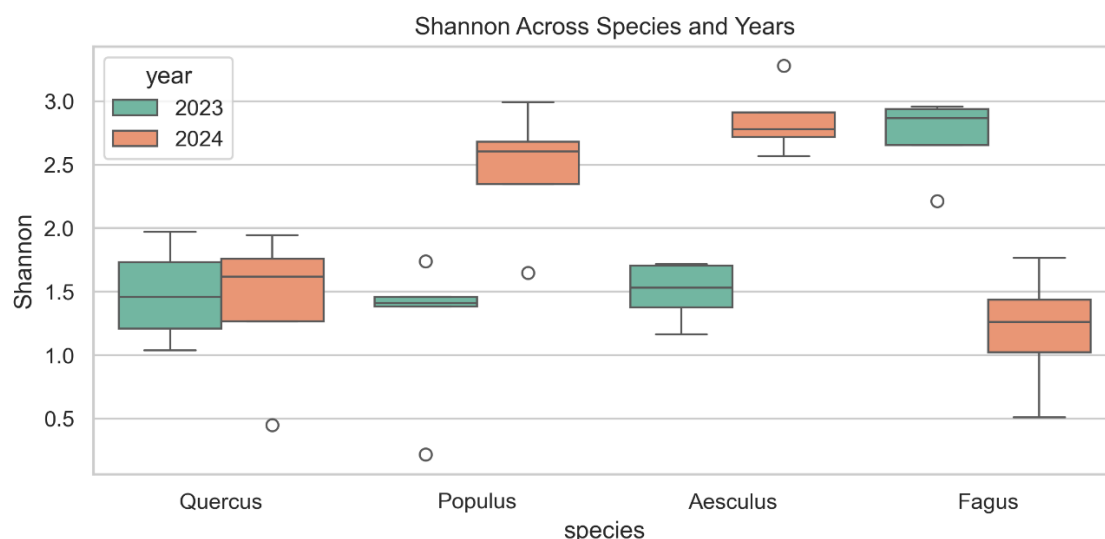 Shannon Across Species and Years
year
2023
2024
Shannon
3.0
2.5
2.0
1.5
1.0
0.5
Quercus
Populus
Aesculus
Fagus
species